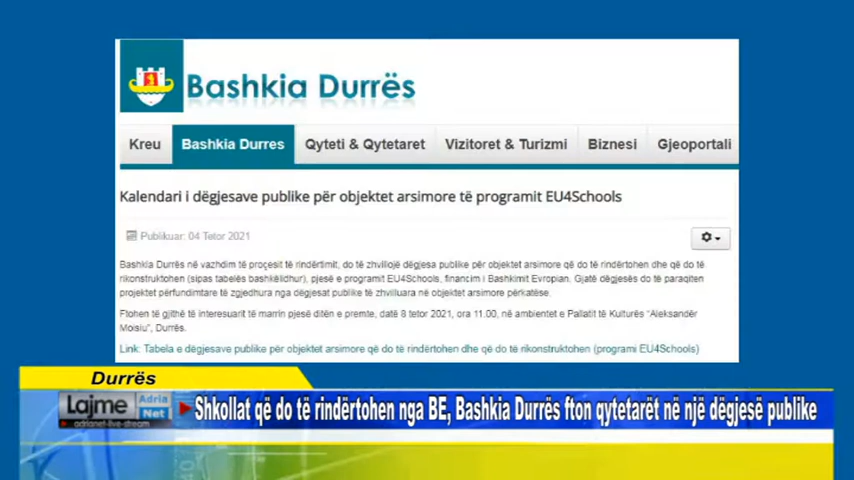 Bashkia Durrës
Kreu
Bashkia Durres
Qyteti & Qytetaret
Vizitoret & Turizmi
Biznesi
Gjeoportali
Kalendari i dëgjesave publike për objektet arsimore të programit EU4Schools
Publikuar: 04 Tetor 2021
Bashkia Durrës në vazhdim të proçesit të rindërtimit, do të zhvillojë dëgjesa publike për objektet arsimore që do të rindërtohen dhe që do të
rikonstruktohen (sipas tabelës bashkëlidhur), pjesë e programit EU4Schools, financim i Bashkimit Evropian. Gjatë dëgjesës do të paraqiten
projektet përfundimtare të zgjedhura nga dëgjesat publike të zhvilluara në objektet arsimore përkatëse.
Ftohen të gjithë të interesuarit të marrin pjesë ditën e premte, datë 8 tetor 2021, ora 11.00, në ambientet e Pallatit të Kulturës "Aleksandër
Moisiu", Durrës.
Link: Tabela e dëgjesave publike për objektet arsimore që do të rindërtohen dhe që do të rikonstruktohen (programi EU4Schools)
Durrës
Lajme
Adria
Net
adrianet-live-stream
Shkollat që do të rindërtohen nga BE, Bashkia Durrës fton qytetarët në një dëgjesë publike